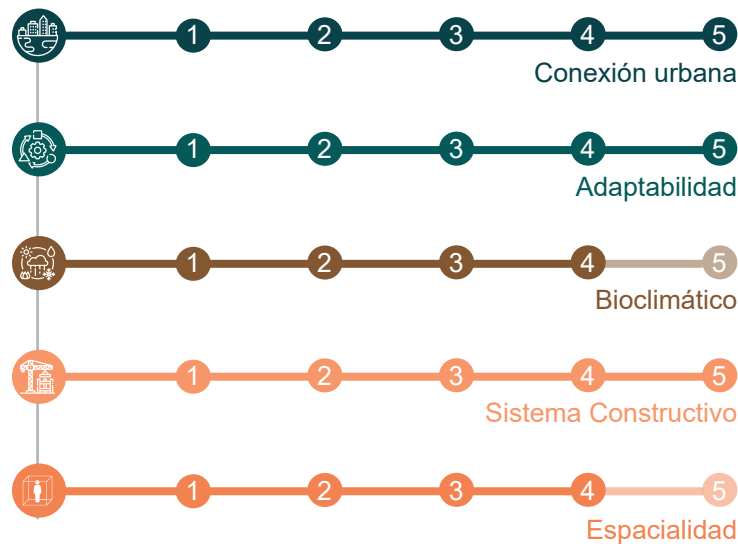 1 2 3 4 5
Conexión urbana
1 2 3 4 5
Adaptabilidad
1 2 3 4 5
Bioclimático
1 2 3 4 5
Sistema Constructivo
1 2 3 4 5
Espacialidad